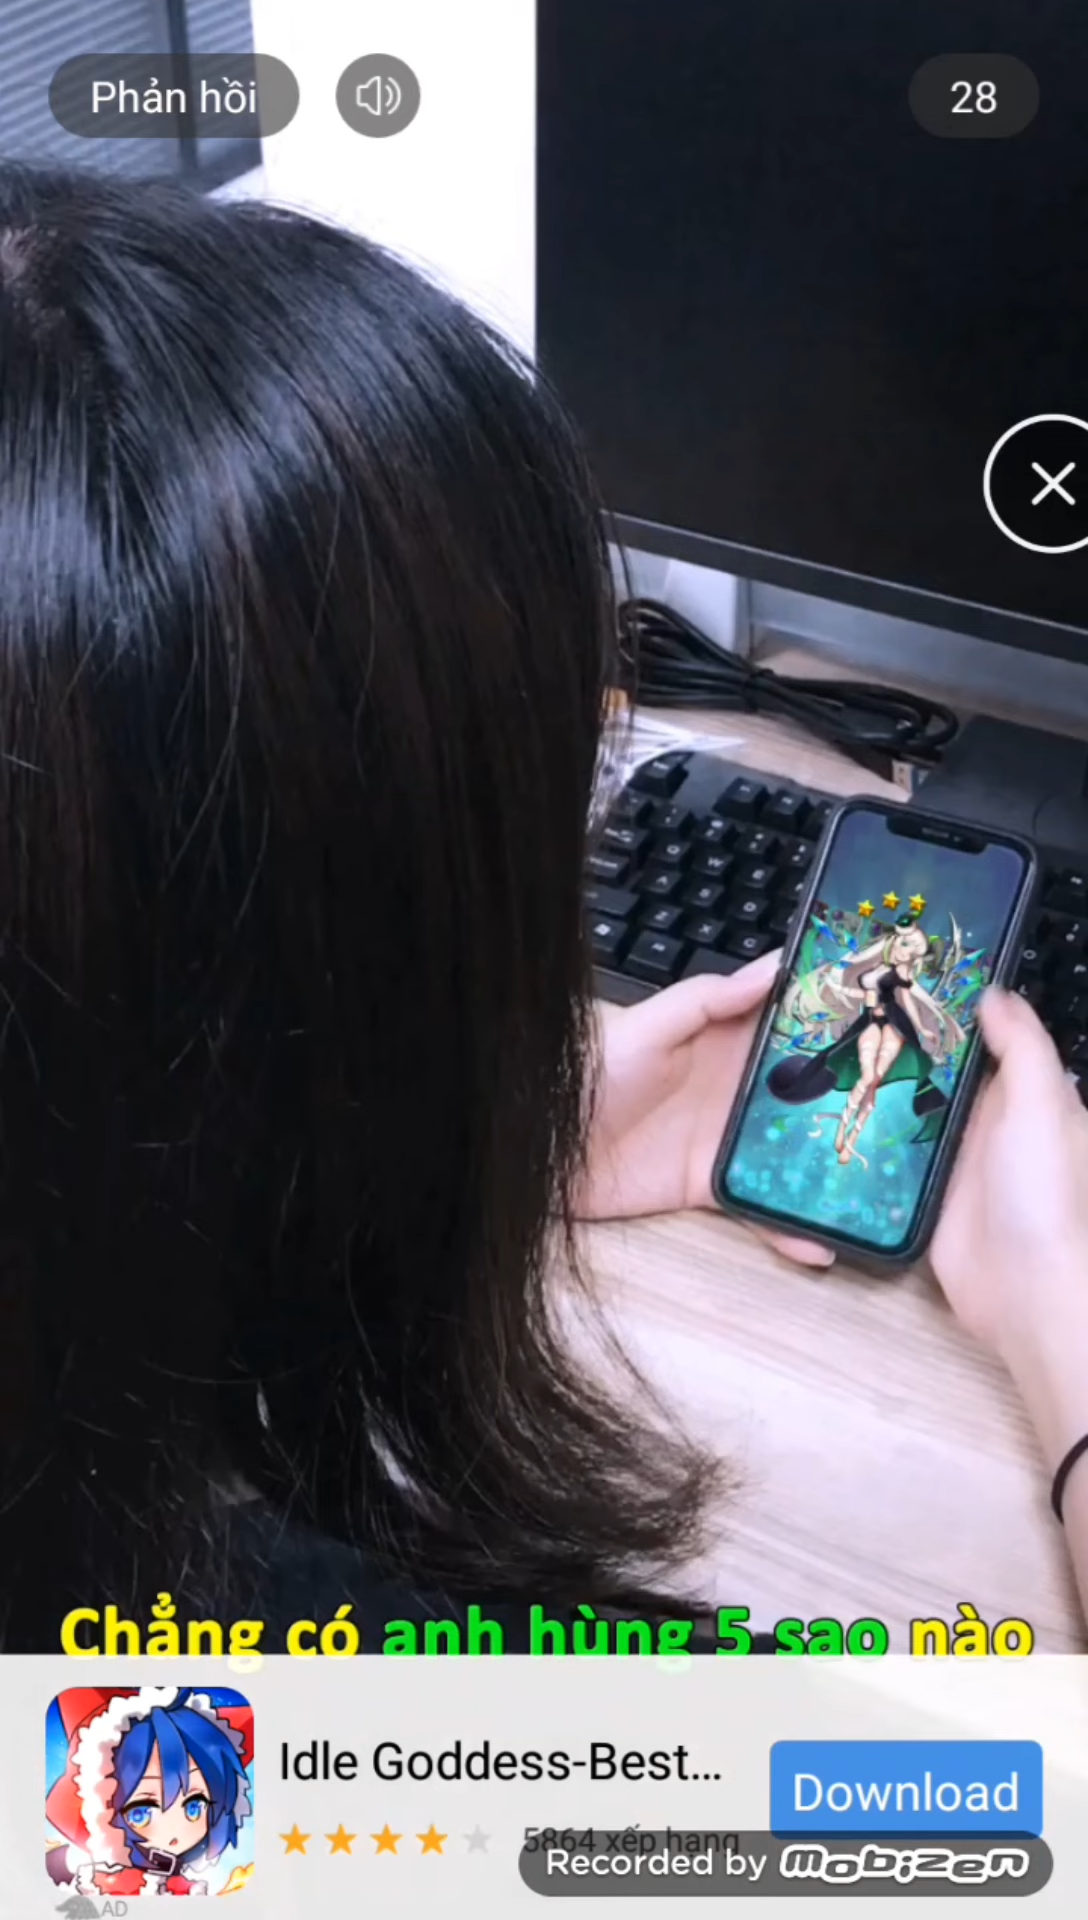 Phản hồi
28
Chẳng có anh hùng 5 sao nào
Idle Goddess-Best...
Download
5864 xếp hạng
Recorded by mobizen
AD